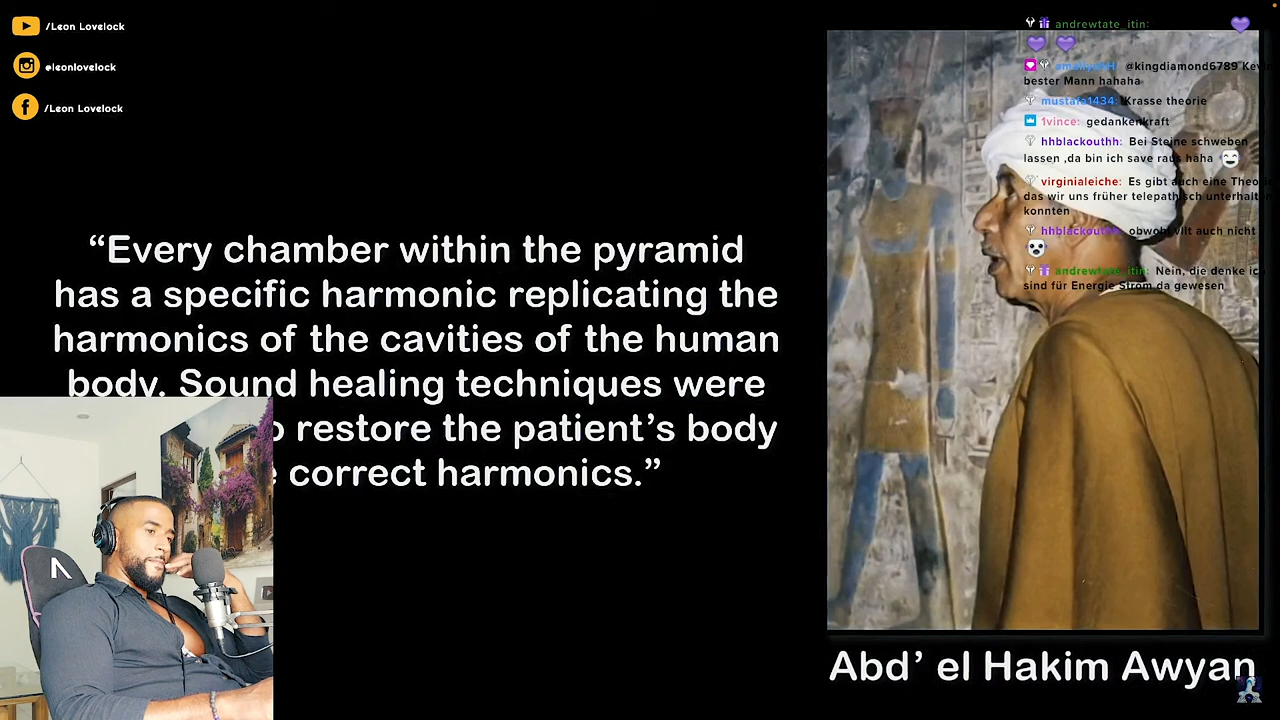 /Leon Lovelock
@leonlovelock
/Leon Lovelock
“Every chamber within the pyramid
has a specific harmonic replicating the
harmonics of the cavities of the human
body. Sound healing techniques were
restore the patient’s body
correct harmonics.”
andrewtate_itin:
@kingdiamond6789
bester Mann hahaha
mustafa1434: Krasse theorie
1vince: gedankenkraft
hhblackouthh: Bei Steine schweben
lassen ,da bin ich save raus haha
virginialeiche: Es gibt auch eine
das wir uns früher telepathisch
konnten
hhblackouthh: obwohl vllt auch nicht
andrewtate_itin: Nein, die denke
sind für Energie Strom da gewesen
Abd’ el Hakim Awyan